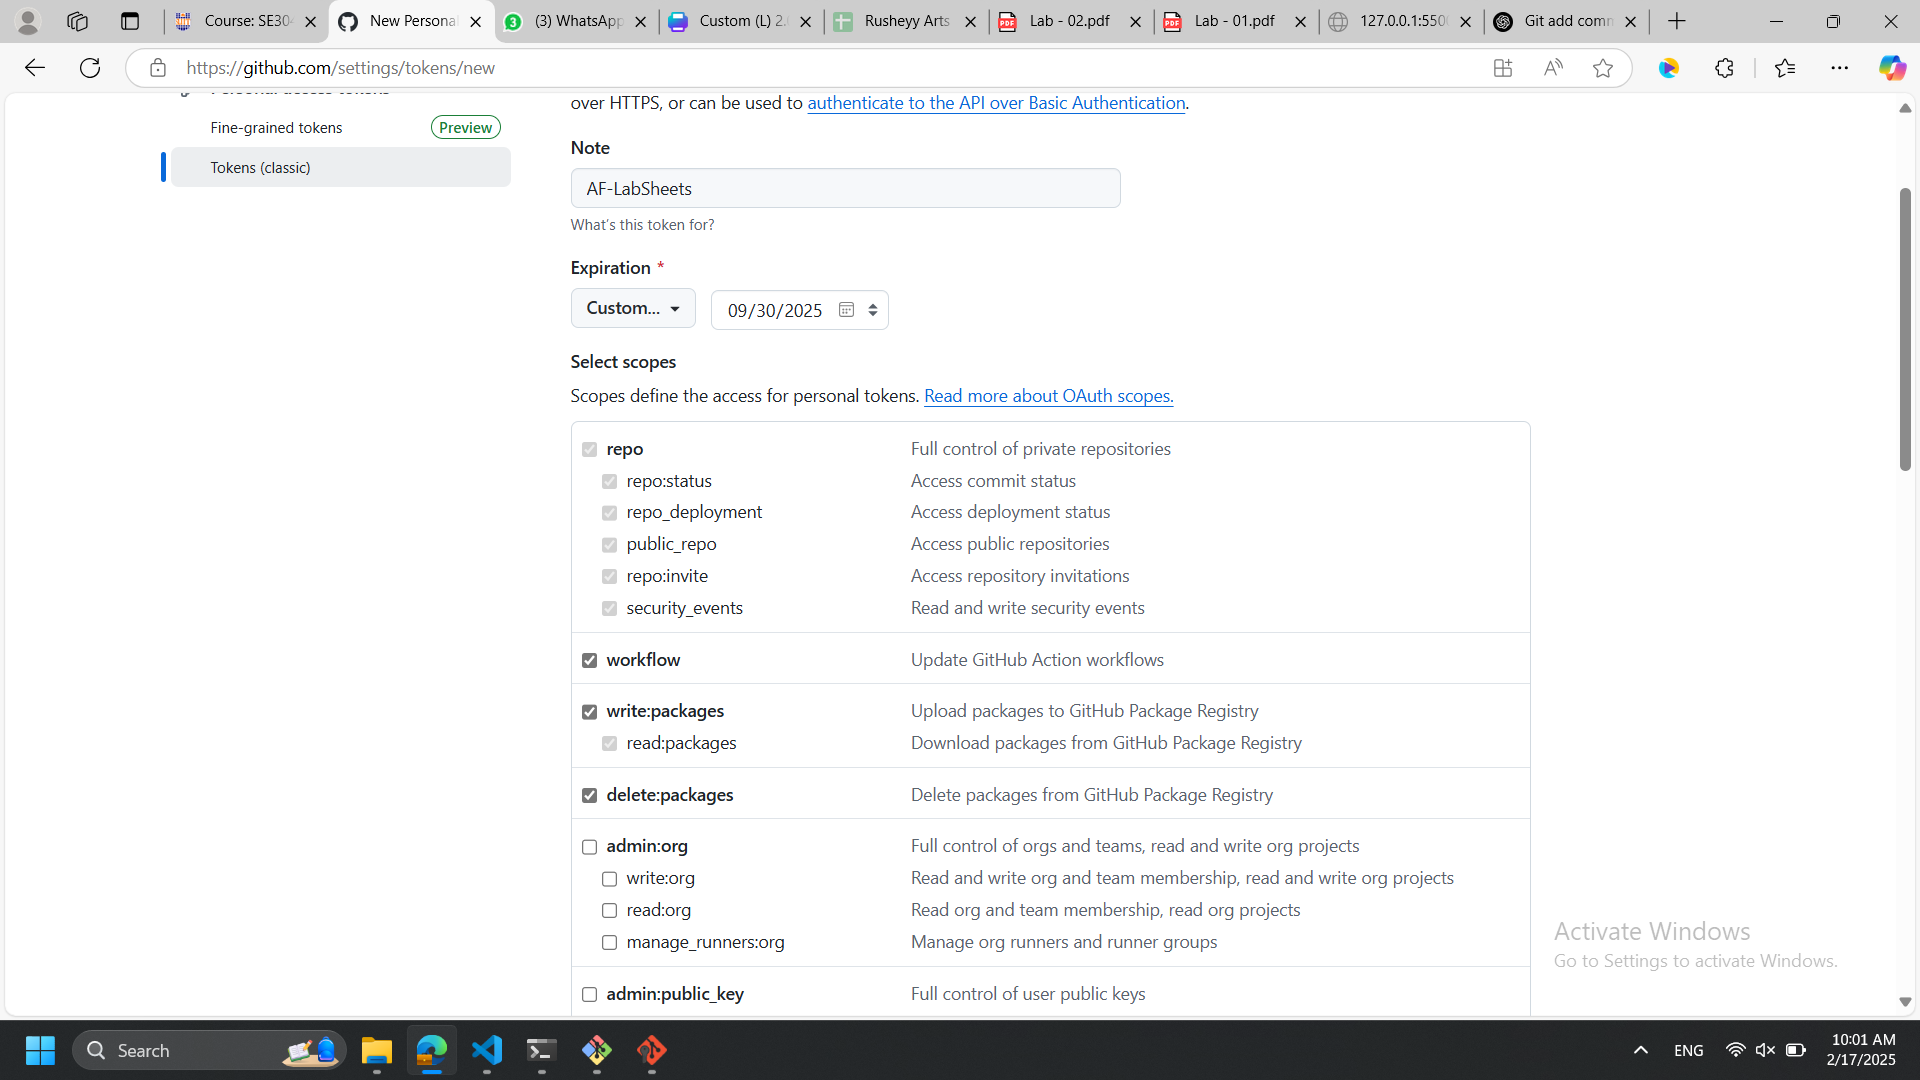 Course: SE304
New Personal
(3) WhatsApp
Custom (L) 2.
Rusheyy Arts
Lab - 02.pdf
Lab - 01.pdf
127.0.0.1:550
Git add comm
https://github.com/settings/tokens/new
over HTTPS, or can be used to authenticate to the API over Basic Authentication.
Fine-grained tokens
Preview
Tokens (classic)
Note
AF-LabSheets
What's this token for?
Expiration *
Custom...
09/30/2025
Select scopes
Scopes define the access for personal tokens. Read more about OAuth scopes.
repo Full control of private repositories
repo:status Access commit status
repo_deployment Access deployment status
public_repo Access public repositories
repo:invite Access repository invitations
security_events Read and write security events
workflow Update GitHub Action workflows
write:packages Upload packages to GitHub Package Registry
read:packages Download packages from GitHub Package Registry
delete:packages Delete packages from GitHub Package Registry
admin:org Full control of orgs and teams, read and write org projects
write:org Read and write org and team membership, read and write org projects
read:org Read org and team membership, read org projects
manage_runners:org Manage org runners and runner groups
admin:public_key Full control of user public keys
Activate Windows
Go to Settings to activate Windows.
Search
ENG
10:01 AM
2/17/2025